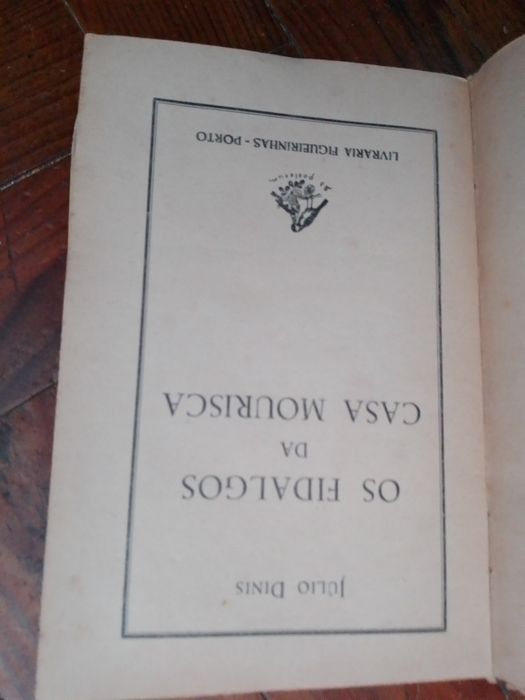 JÚLIO DINIS
OS FIDALGOS
DA
CASA MOURISCA
LIVRARIA FIGUEIRINHAS - PORTO